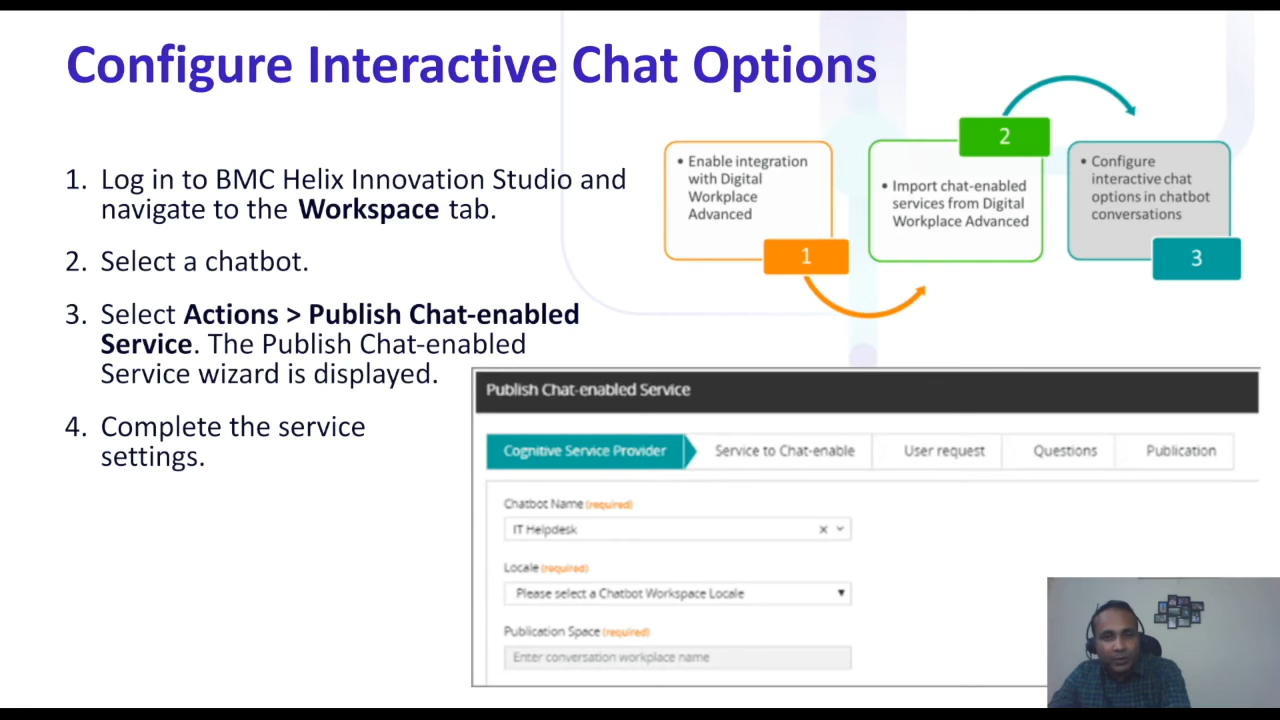 Configure Interactive Chat Options
1. Log in to BMC Helix Innovation Studio and
navigate to the Workspace tab.
2. Select a chatbot.
3. Select Actions > Publish Chat-enabled
Service. The Publish Chat-enabled
Service wizard is displayed.
4. Complete the service
settings.
• Enable integration
with Digital
Workplace
Advanced
1
2
• Import chat-enabled
services from Digital
Workplace Advanced
• Configure
interactive chat
options in chatbot
conversations
3
Publish Chat-enabled Service
Cognitive Service Provider Service to Chat-enable User request Questions Publication
Chatbot Name (required)
IT Helpdesk
Locale (required)
Please select a Chatbot Workspace Locale
Publication Space (required)
Enter conversation workplace name